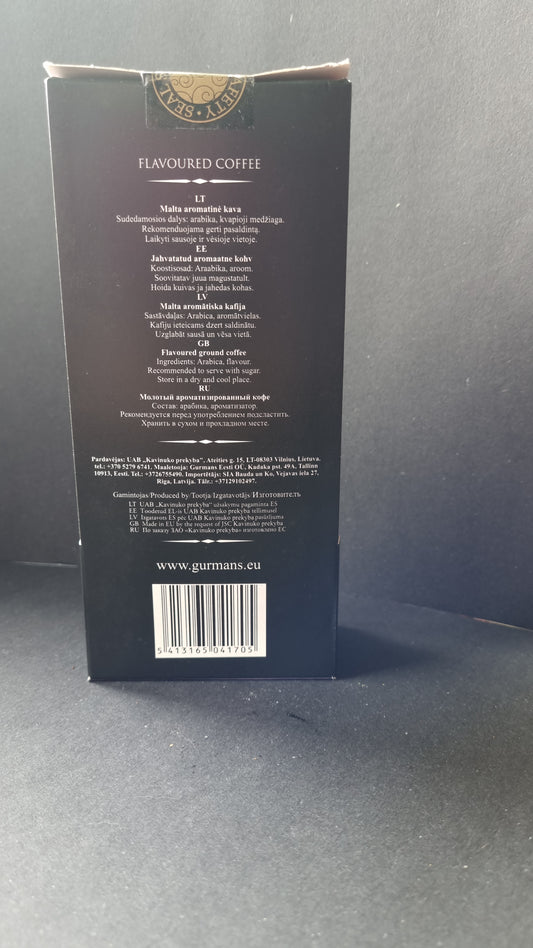 SAFETY • SEAL
FLAVOURED COFFEE
LT
Malta aromatinė kava
Sudedamosios dalys: arabika, kvapioji medžiaga.
Rekomenduojama gerti pasaldintą.
Laikyti sausoje ir vėsioje vietoje.
EE
Jahvatatud aromaatne kohv
Koostisosad: Araabika, aroom.
Soovitatav juua magustatult.
Hoida kuivas ja jahedas kohas.
LV
Malta aromātiska kafija
Sastāvdaļas: Arabica, aromātvielas.
Kafiju ieteicams dzert saldinātu.
Uzglabāt sausā un vēsa vietā.
GB
Flavoured ground coffee
Ingredients: Arabica, flavour.
Recommended to serve with sugar.
Store in a dry and cool place.
RU
Молотый ароматизированный кофе
Состав: арабика, ароматизатор.
Рекомендуется перед употреблением подсластить.
Хранить в сухом и прохладном месте.
Pardavėjas: UAB „Kavinuko prekyba“, Ateities g. 15, LT-08303 Vilnius, Lietuva.
tel.: +370 5279 6741. Maaletooja: Gurmans Eesti OÜ, Kadaka pst. 49A, Tallinn
10913, Eesti. Tel.: +3726755490. Importētājs: SIA Bauda un Ko, Vejavas iela 27,
Riga, Latvija. Tālr.: +37129102497.
Gamintojas/Produced by/Tootja/Izgatavotājs/Изготовитель
LT UAB „Kavinuko prekyba“ užsakymu pagaminta ES
EE Toodetud EL-is UAB Kavinuko prekyba tellimusel
LV Izgatavots ES pēc UAB Kavinuko prekyba pasūtījuma
GB Made in EU by the request of JSC Kavinuko prekyba
RU По заказу ЗАО «Kavinuko prekyba» изготовлено ЕС
www.gurmans.eu
5 413165 041705